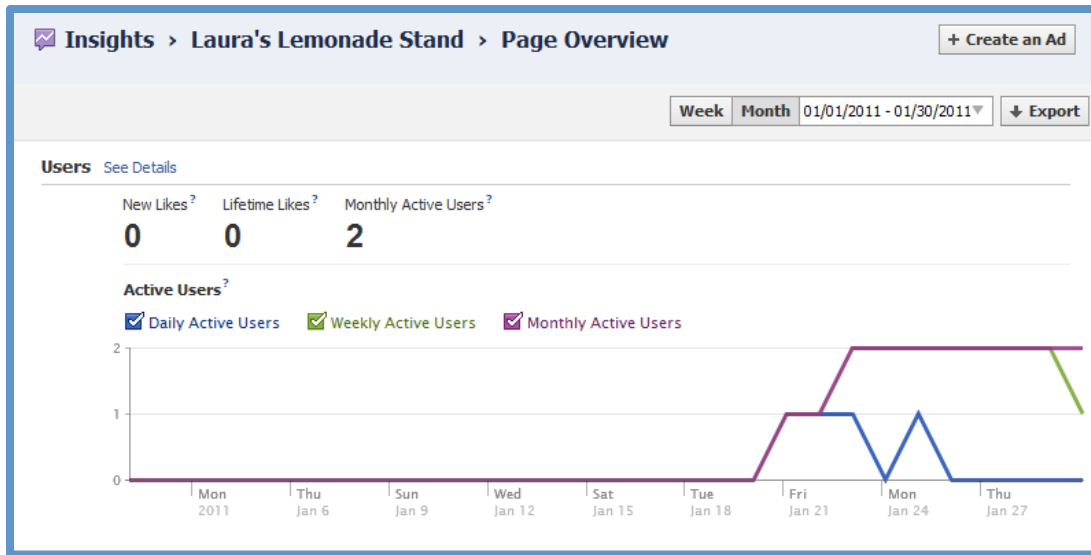 Insights › Laura's Lemonade Stand › Page Overview
+ Create an Ad
Week Month 01/01/2011 - 01/30/2011 Export
Users See Details
New Likes? Lifetime Likes? Monthly Active Users?
0 0 2
Active Users?
Daily Active Users Weekly Active Users Monthly Active Users
2
1
0
Mon Thu Sun Wed Sat Tue Fri Mon Thu
2011 Jan 6 Jan 9 Jan 12 Jan 15 Jan 18 Jan 21 Jan 24 Jan 27